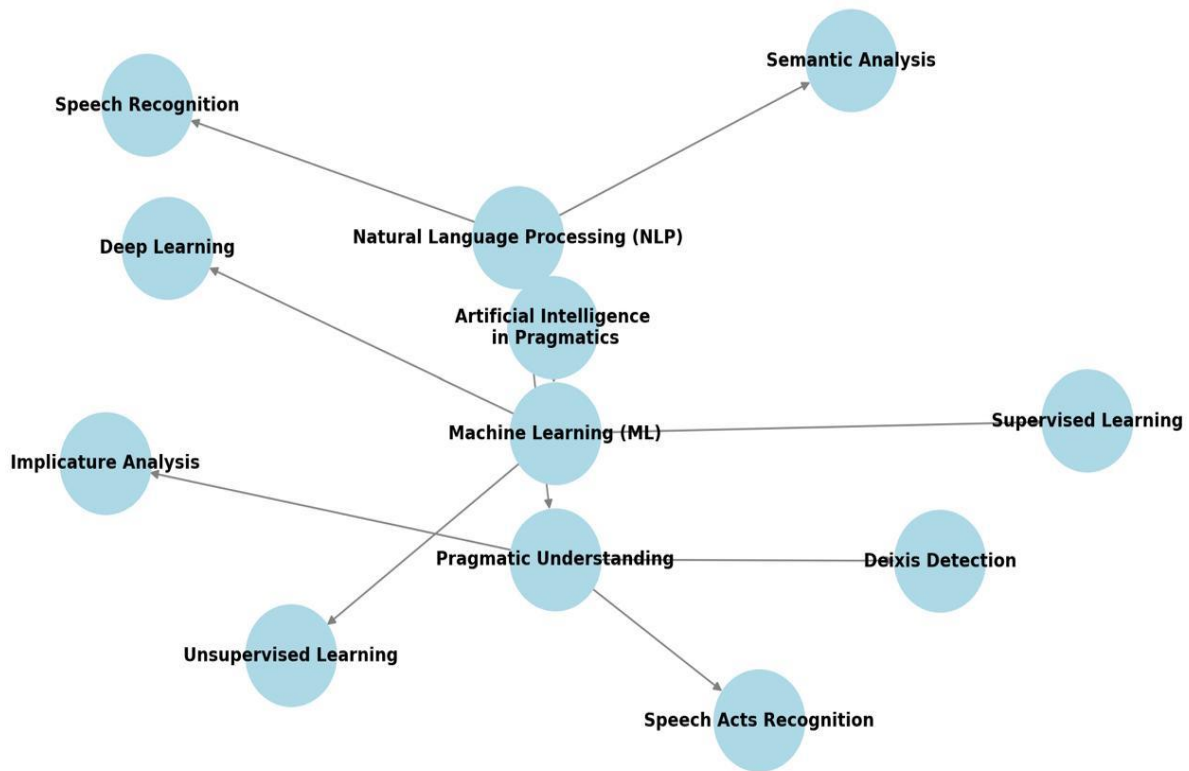 Semantic Analysis
Speech Recognition
Natural Language Processing (NLP)
Deep Learning
Artificial Intelligence
in Pragmatics
Supervised Learning
Machine Learning (ML)
Implicature Analysis
Pragmatic Understanding
Deixis Detection
Unsupervised Learning
Speech Acts Recognition